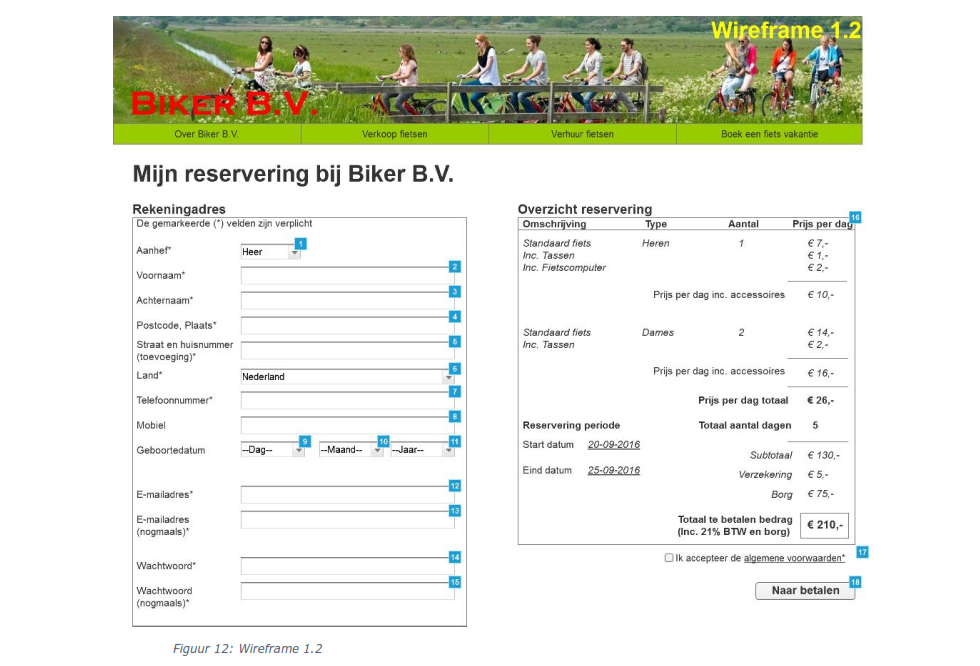 Wireframe 1.2
BIKER B.V.
Over Biker B.V. Verkoop fietsen Verhuur fietsen Boek een fiets vakantie
Mijn reservering bij Biker B.V.
Rekeningadres
De gemarkeerde (*) velden zijn verplicht
Aanhef* Heer 1
Voornaam* 2
Achternaam* 3
Postcode, Plaats* 4
Straat en huisnummer 5
(toevoeging)*
Land* Nederland 6
Telefoonnummer* 7
Mobiel 8
Geboortedatum --Dag-- 9 --Maand-- 10 --Jaar-- 11
E-mailadres* 12
E-mailadres 13
(nogmaals)*
Wachtwoord* 14
Wachtwoord 15
(nogmaals)*
Overzicht reservering
Omschrijving Type Aantal Prijs per dag 16
Standaard fiets Heren 1 € 7,-
Inc. Tassen € 1,-
Inc. Fietscomputer € 2,-
Prijs per dag inc. accessoires € 10,-
Standaard fiets Dames 2 € 14,-
Inc. Tassen € 2,-
Prijs per dag inc. accessoires € 16,-
Prijs per dag totaal € 26,-
Reservering periode Totaal aantal dagen 5
Start datum 20-09-2016
Subtotaal € 130,-
Eind datum 25-09-2016
Verzekering € 5,-
Borg € 75,-
Totaal te betalen bedrag € 210,-
(Inc. 21% BTW en borg)
Ik accepteer de algemene voorwaarden* 17
Naar betalen 18
Figuur 12: Wireframe 1.2